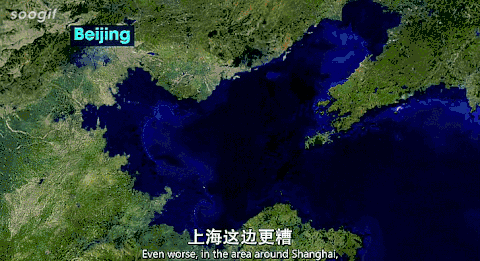 soogif
Beijing
上海这边更糟
Even worse, in the area around Shanghai,